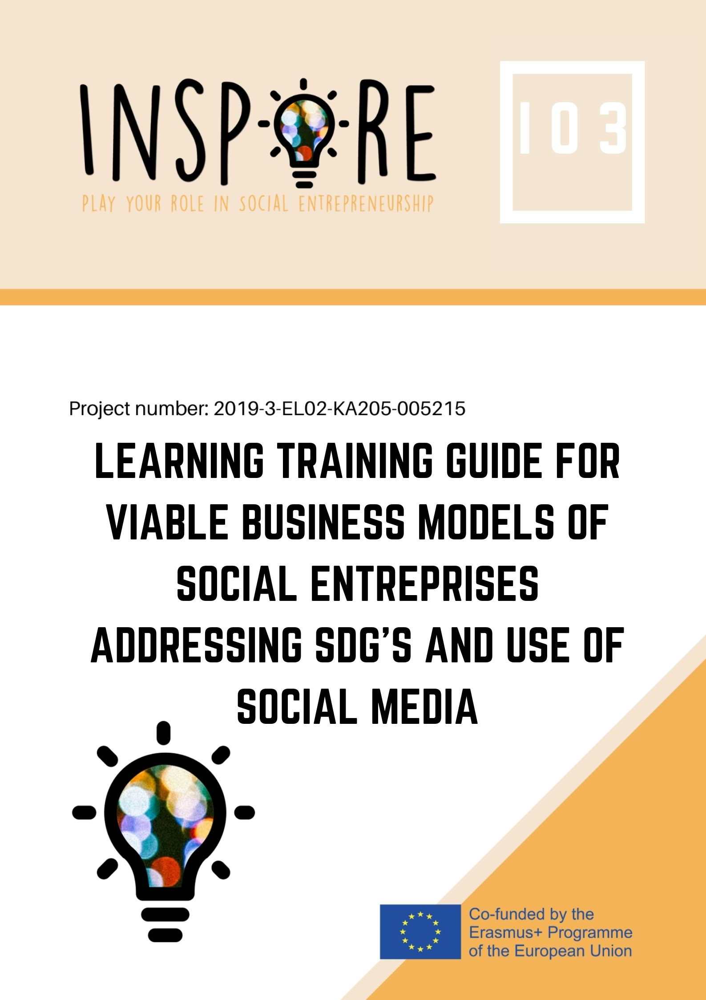 INSPRE
PLAY YOUR ROLE IN SOCIAL ENTREPRENEURSHIP
IO3
Project number: 2019-3-EL02-KA205-005215
LEARNING TRAINING GUIDE FOR
VIABLE BUSINESS MODELS OF
SOCIAL ENTREPRISES
ADDRESSING SDG'S AND USE OF
SOCIAL MEDIA
Co-funded by the
Erasmus+ Programme
of the European Union